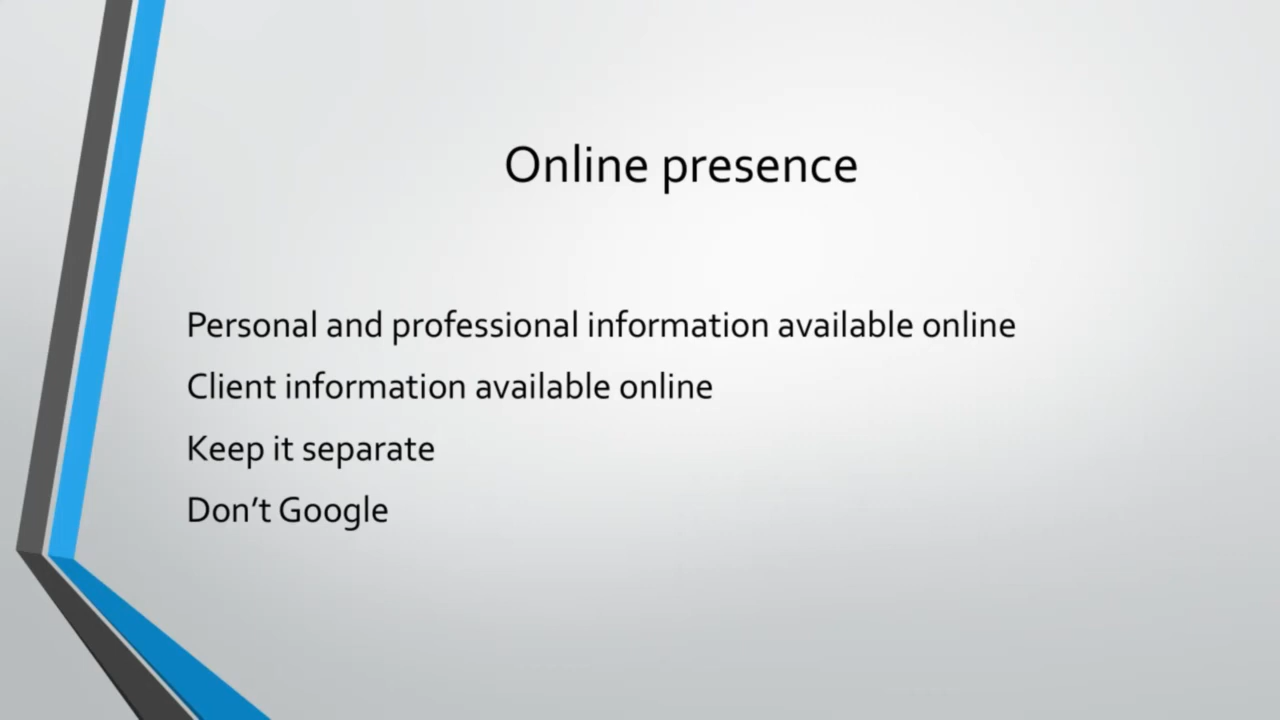 Online presence
Personal and professional information available online
Client information available online
Keep it separate
Don’t Google